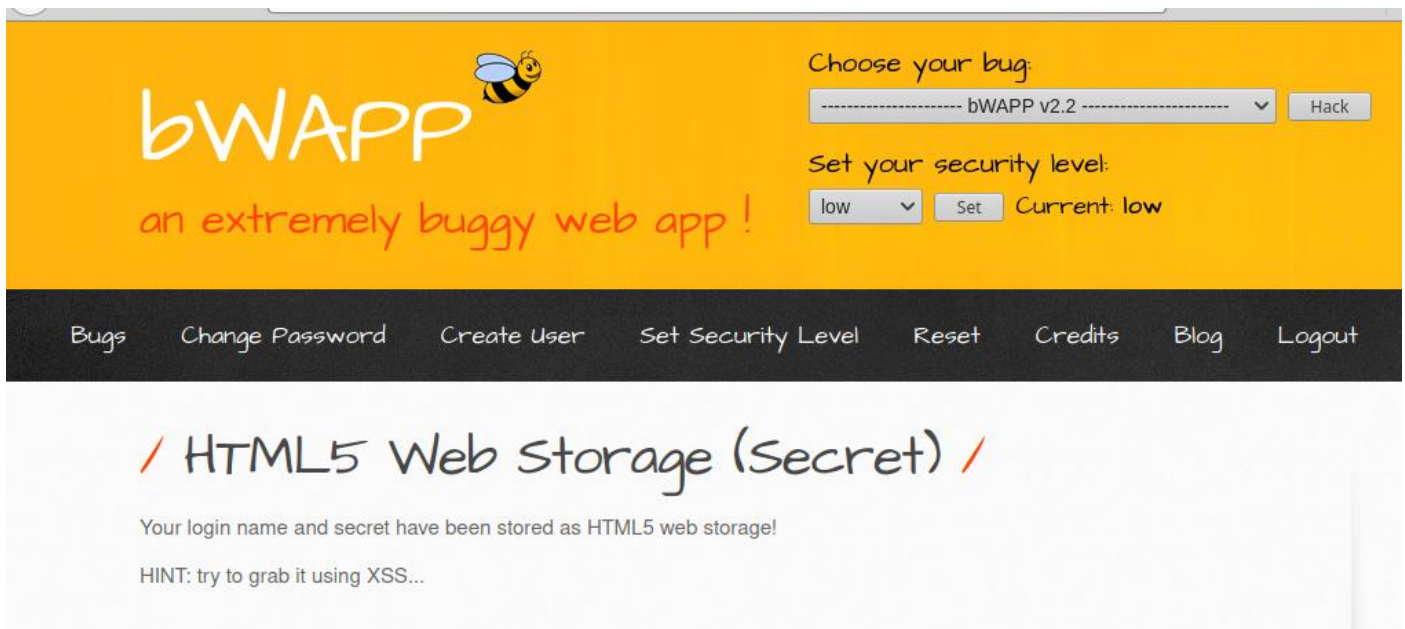 bWAPP
an extremely buggy web app !
Choose your bug:
---------------------- bWAPP v2.2 ----------------------- Hack
Set your security level:
low Set Current: low
Bugs Change Password Create User Set Security Level Reset Credits Blog Logout
/ HTML5 Web Storage (Secret) /
Your login name and secret have been stored as HTML5 web storage!
HINT: try to grab it using XSS...